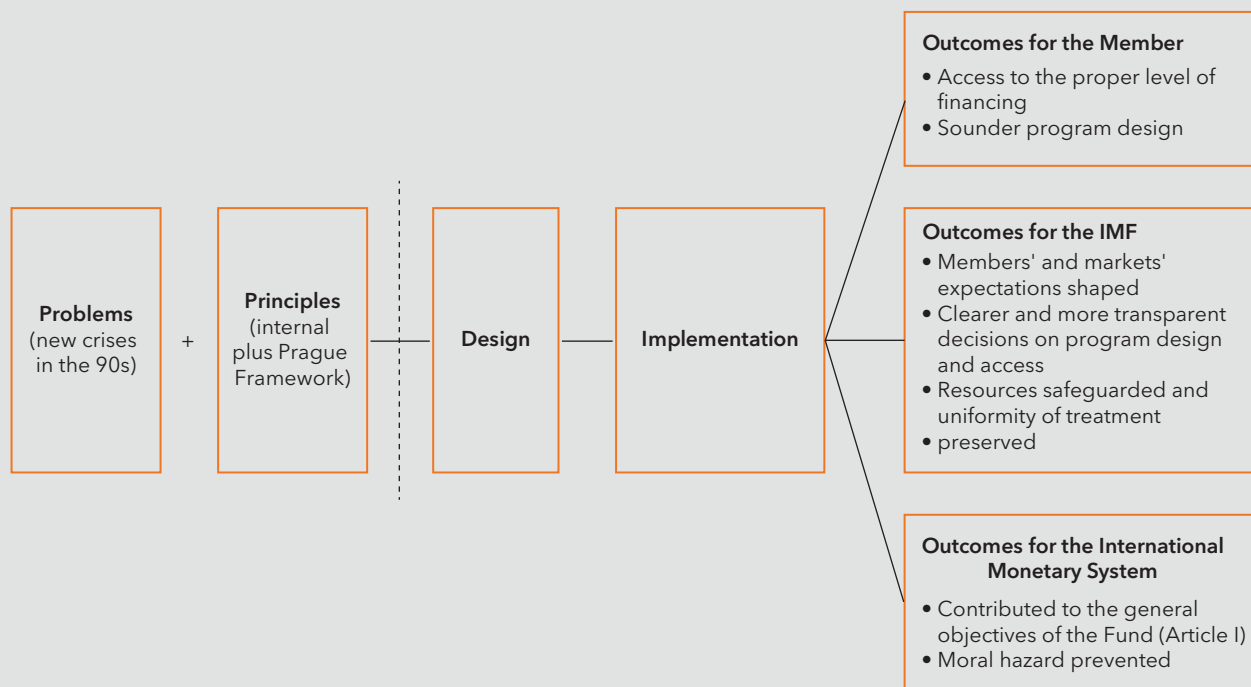 Problems
(new crises
in the 90s)
+
Principles
(internal
plus Prague
Framework)
Design
Implementation
Outcomes for the Member
• Access to the proper level of
financing
• Sounder program design
Outcomes for the IMF
• Members' and markets'
expectations shaped
• Clearer and more transparent
decisions on program design
and access
• Resources safeguarded and
uniformity of treatment
• preserved
Outcomes for the International
Monetary System
• Contributed to the general
objectives of the Fund (Article I)
• Moral hazard prevented